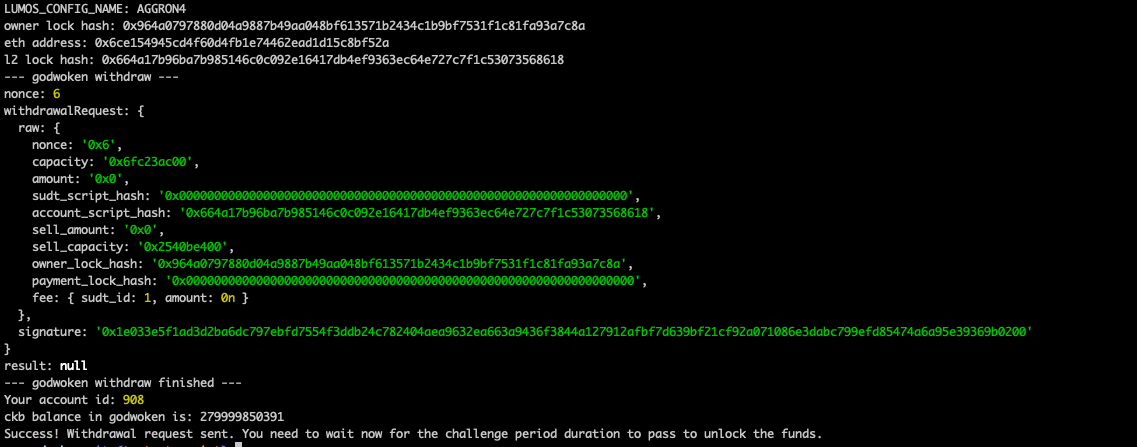 LUMOS_CONFIG_NAME: AGGRON4
owner lock hash: 0x964a0797880d04a9887b49aa048bf613571b2434c1b9bf7531f1c81fa93a7c8a
eth address: 0x6ce154945cd4f60d4fb1e74462ead1d15c8bf52a
l2 lock hash: 0x664a17b96ba7b985146c0c092e16417db4ef9363ec64e727c7f1c53073568618
--- godwoken withdraw ---
nonce: 6
withdrawalRequest: {
  raw: {
    nonce: '0x6',
    capacity: '0x6fc23ac00',
    amount: '0x0',
    sudt_script_hash: '0x0000000000000000000000000000000000000000000000000000000000000000',
    account_script_hash: '0x664a17b96ba7b985146c0c092e16417db4ef9363ec64e727c7f1c53073568618',
    sell_amount: '0x0',
    sell_capacity: '0x2540be400',
    owner_lock_hash: '0x964a0797880d04a9887b49aa048bf613571b2434c1b9bf7531f1c81fa93a7c8a',
    payment_lock_hash: '0x0000000000000000000000000000000000000000000000000000000000000000',
    fee: { sudt_id: 1, amount: 0n }
  },
  signature: '0x1e033e5f1ad3d2ba6dc797ebfd7554f3ddb24c782404aea9632ea663a9436f3844a127912afbf7d639bf21cf92a071086e3dabc799efd85474a6a95e39369b0200'
}
result: null
--- godwoken withdraw finished ---
Your account id: 908
ckb balance in godwoken is: 279999850391
Success! Withdrawal request sent. You need to wait now for the challenge period duration to pass to unlock the funds.